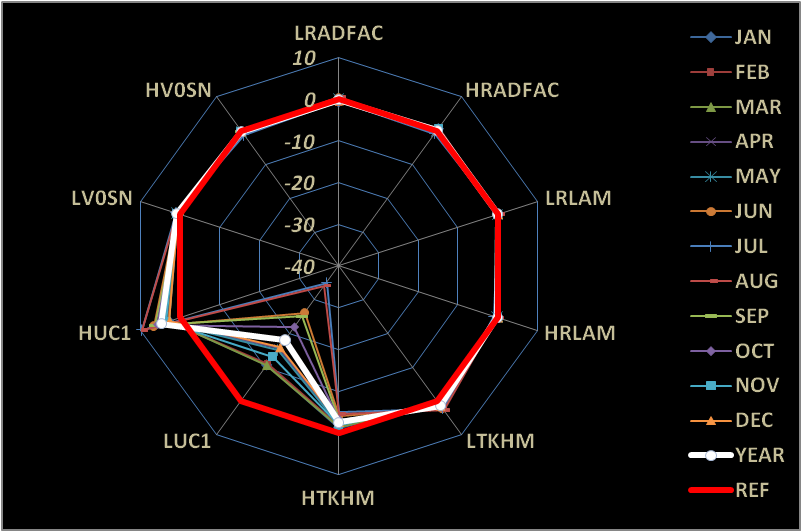 LRADFAC
10
HV0SN
HRADFAC
0
-10
-20
LV0SN
LRLAM
-30
-40
HUC1
HRLAM
LUC1
LTKHM
HTKHM
JAN
FEB
MAR
APR
MAY
JUN
JUL
AUG
SEP
OCT
NOV
DEC
YEAR
REF